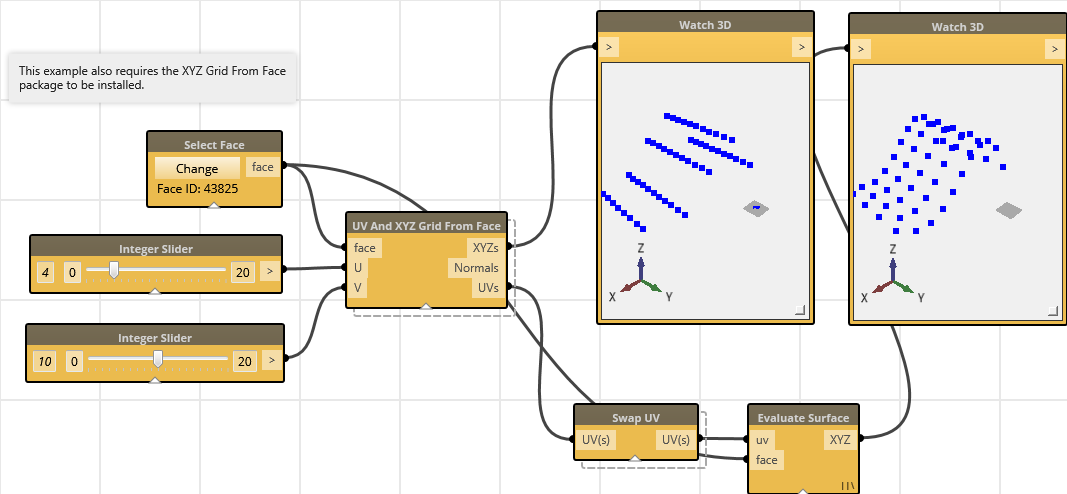 This example also requires the XYZ Grid From Face
package to be installed.
Select Face
Change
face
Face ID: 43825
Integer Slider
4
0
20
>
Integer Slider
10
0
20
>
UV And XYZ Grid From Face
face
XYZs
U
Normals
V
UVs
Watch 3D
>
>
Z
X
Y
Watch 3D
>
>
Z
X
Y
Swap UV
UV(s)
UV(s)
Evaluate Surface
uv
XYZ
face